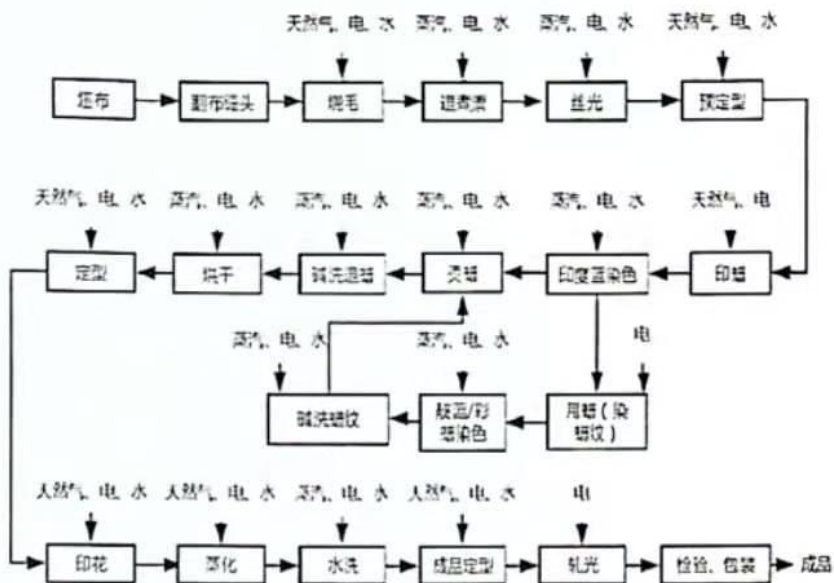 天然气、电、水 蒸汽、电、水 蒸汽、电、水 天然气、电、水
坯布 翻布缝头 烧毛 退煮漂 丝光 预定型
天然气、电、水 蒸汽、电、水 蒸汽、电、水 蒸汽、电、水 蒸汽、电、水 天然气、电
定型 烘干 碱洗退蜡 烫蜡 印度蓝染色 印蜡
蒸汽、电、水 蒸汽、电、水 电
碱洗蜡纹 靛蓝/彩 甩蜡(染
蜡染色 蜡纹)
天然气、电、水 天然气、电、水 蒸汽、电、水 天然气、电、水 电
印花 蒸化 水洗 成品定型 轧光 检验、包装 成品